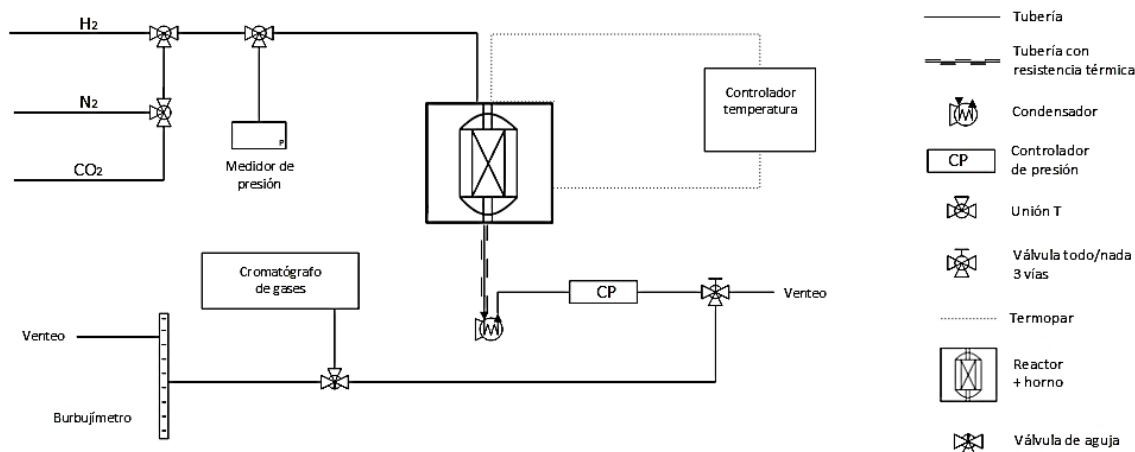 H₂
N₂
CO₂
P
Medidor de
presión
Controlador
temperatura
Cromatógrafo
de gases
CP
Venteo
Venteo
Burbujímetro
Tubería
Tubería con
resistencia térmica
Condensador
CP
Controlador
de presión
Unión T
Válvula todo/nada
3 vías
Termopar
Reactor
+ horno
Válvula de aguja